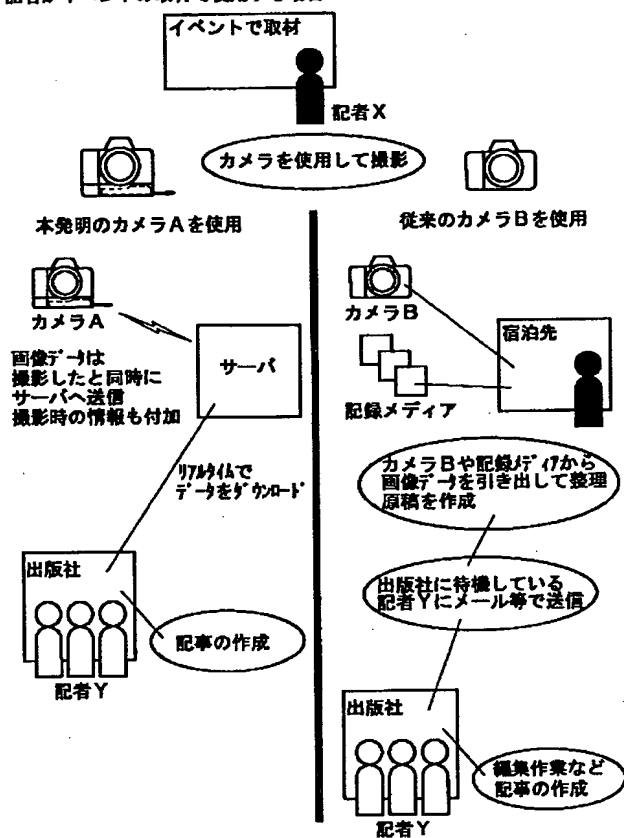 イベントで取材
記者X
カメラを使用して撮影
本発明のカメラAを使用
従来のカメラBを使用
カメラA
画像データは
撮影したと同時に
サーバへ送信
撮影時の情報も付加
サーバ
リアルタイムで
データをダウンロード
出版社
記事の作成
記者Y
カメラB
記録メディア
宿泊先
カメラBや記録メディアから
画像データを引き出して整理
原稿を作成
出版社に待機している
記者Yにメール等で送信
出版社
編集作業など
記事の作成
記者Y